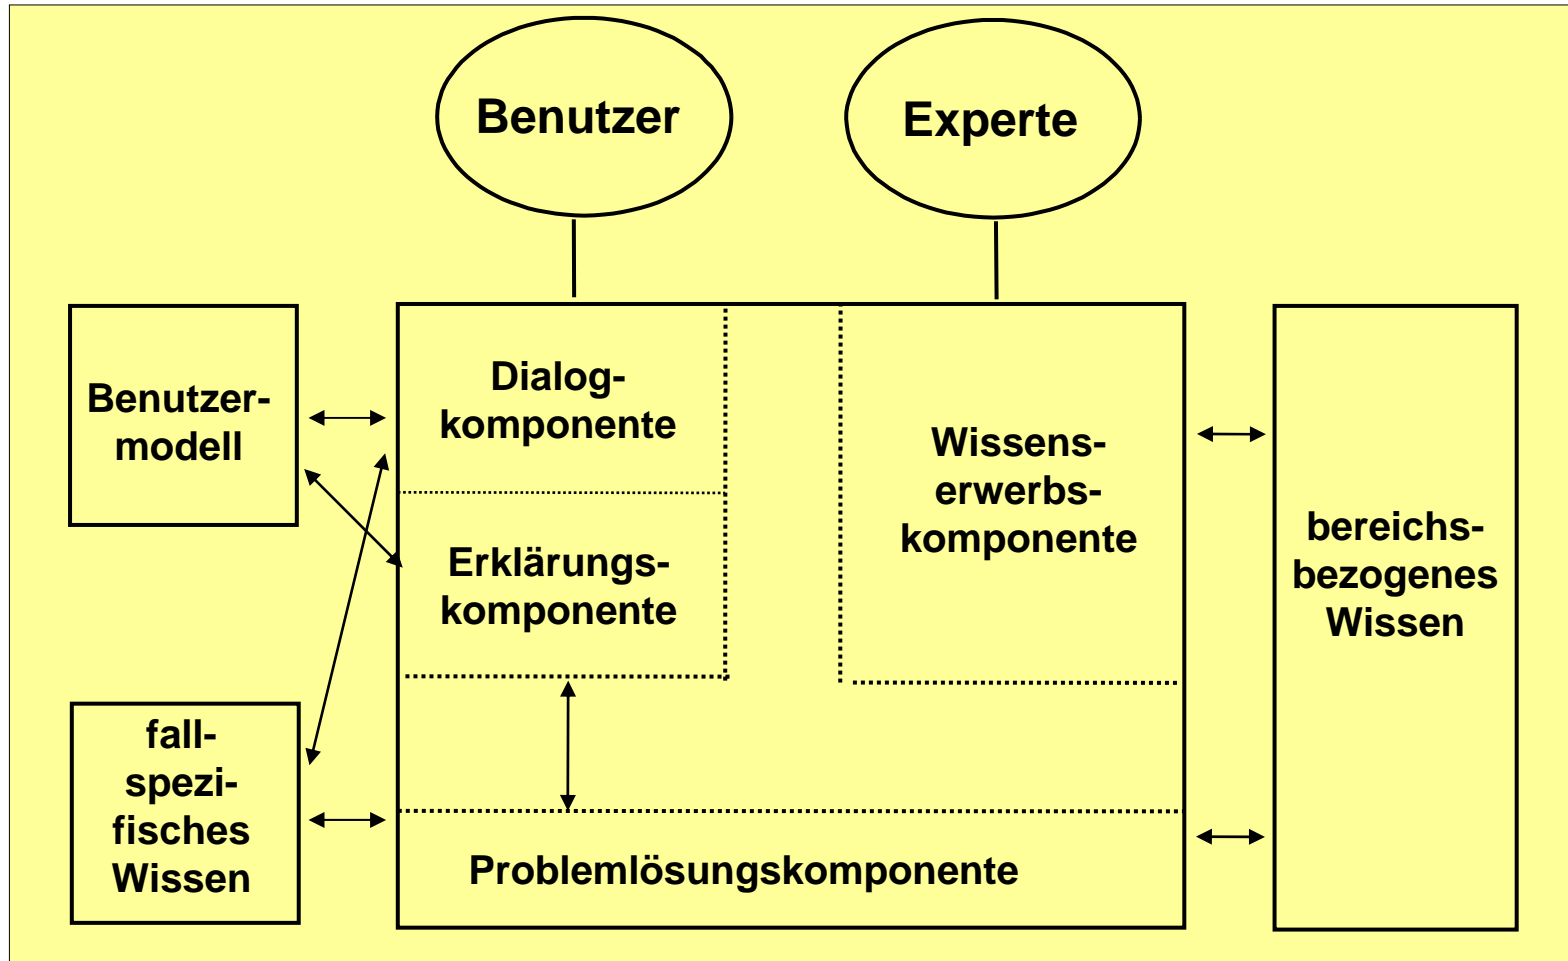 Benutzer
Experte
Benutzer-
modell
Dialog-
komponente
Erklärungs-
komponente
Wissens-
erwerbs-
komponente
bereichs-
bezogenes
Wissen
fall-
spezi-
fisches
Wissen
Problemlösungskomponente